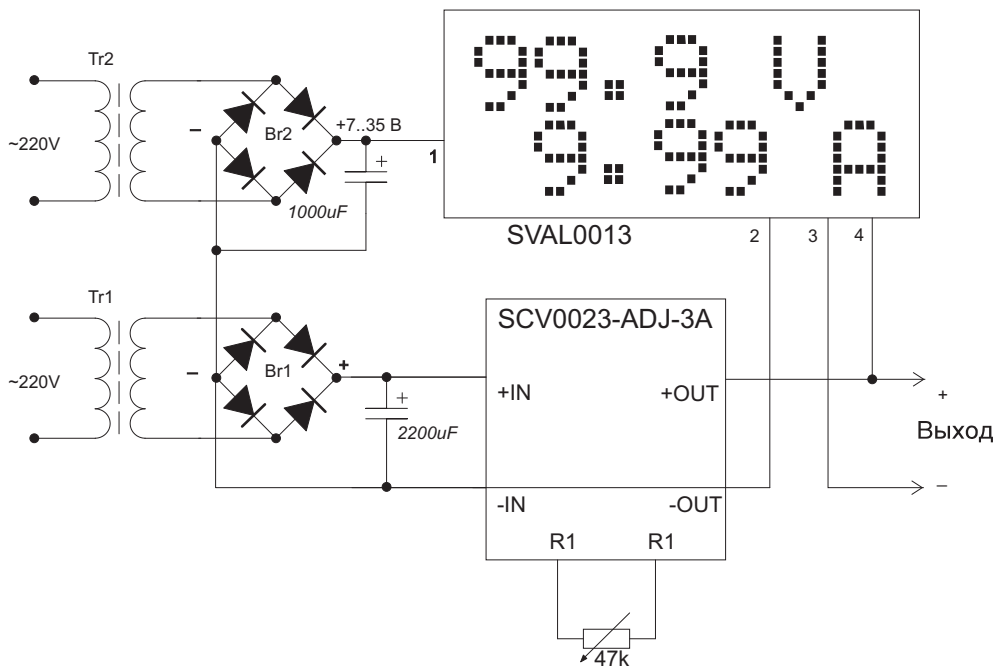 99.9 V
9.99 A
Tr2
~220V
Br2
–
+7..35 В
1
+
1000uF
SVAL0013
2
3
4
Tr1
~220V
Br1
–
+
+
2200uF
SCV0023-ADJ-3A
+IN
+OUT
-IN
-OUT
R1
R1
47k
+
Выход
–